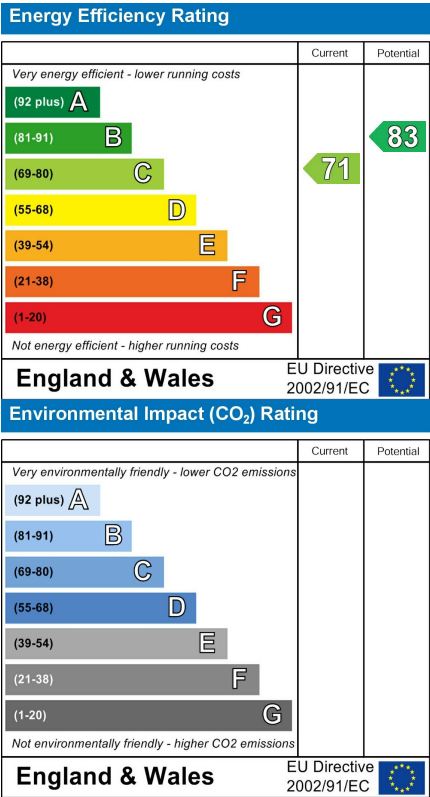 Energy Efficiency Rating
Current Potential
Very energy efficient - lower running costs
(92 plus) A
(81-91) B
83
(69-80) C
71
(55-68) D
(39-54) E
(21-38) F
(1-20) G
Not energy efficient - higher running costs
England & Wales
EU Directive
2002/91/EC
Environmental Impact (CO₂) Rating
Current Potential
Very environmentally friendly - lower CO2 emissions
(92 plus) A
(81-91) B
(69-80) C
(55-68) D
(39-54) E
(21-38) F
(1-20) G
Not environmentally friendly - higher CO2 emissions
England & Wales
EU Directive
2002/91/EC